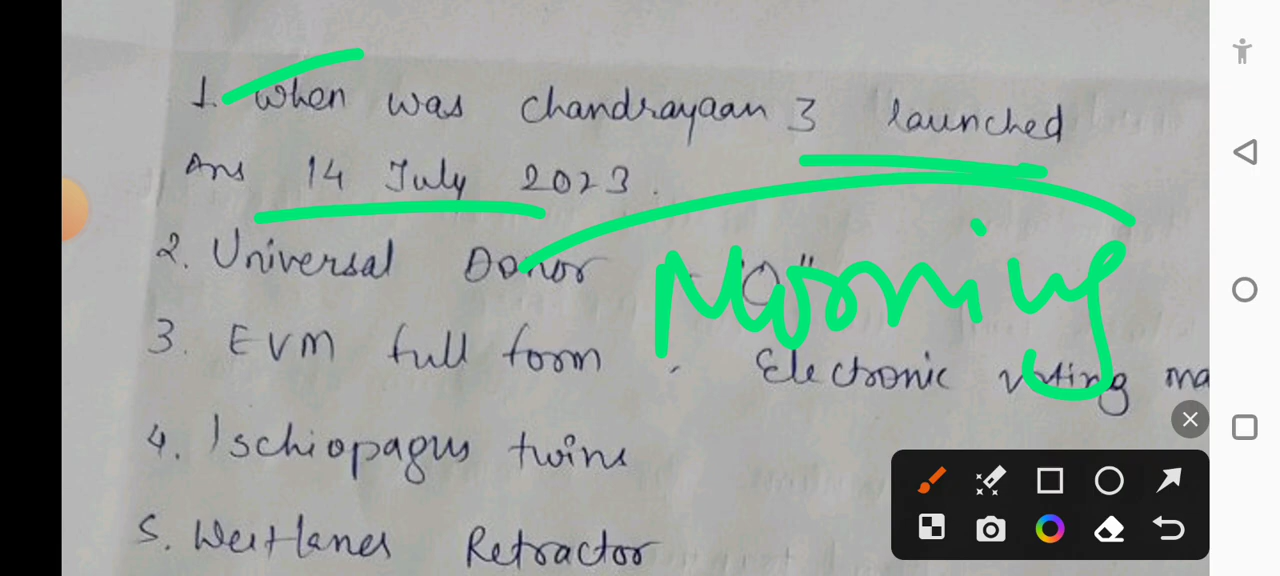 1. When was chandrayaan 3 launched
Ans 14 July 2023.
2. Universal Donor - "O"
Morning
3. EVM full form. Electronic voting ma
4. Ischiopagus twins
5. Weitlaner Retractor